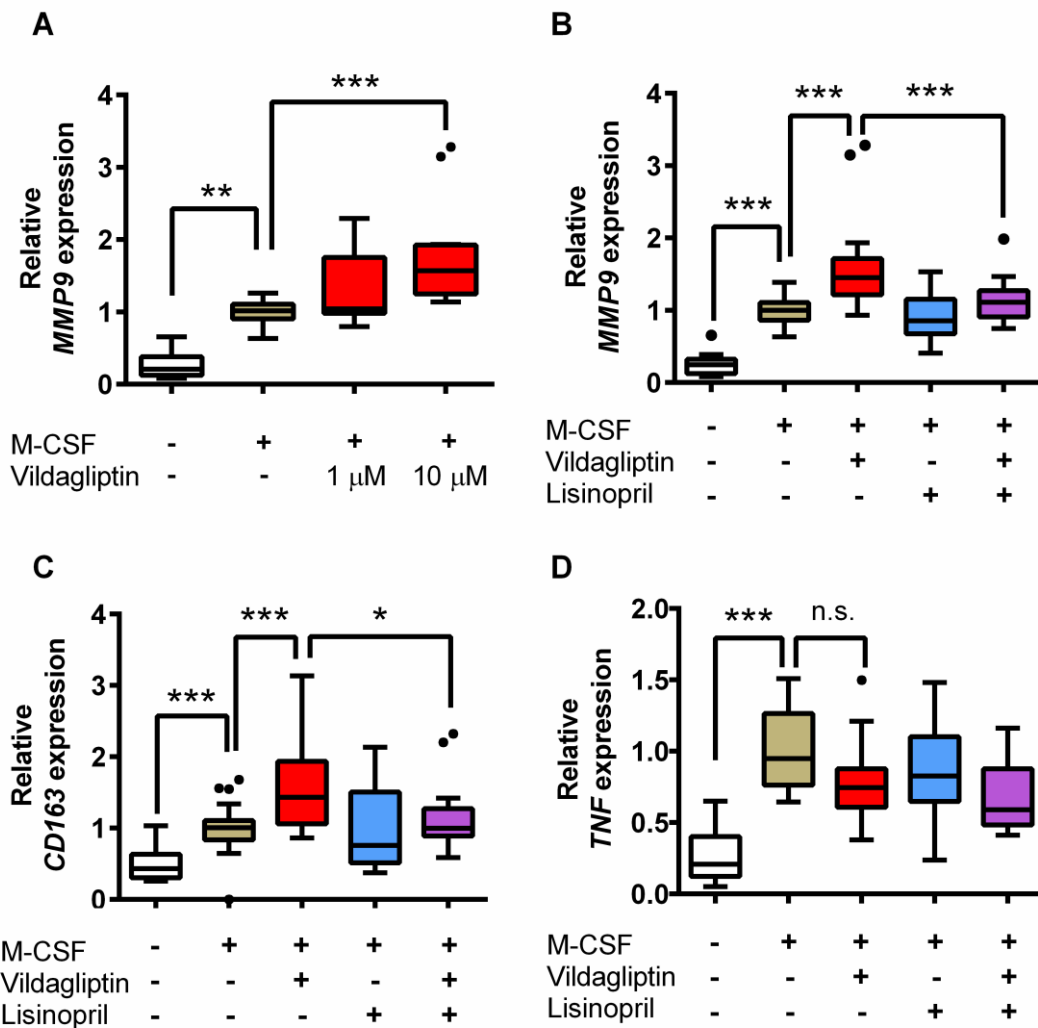 A
Relative
MMP9 expression
4
3
2
1
0
**
***
M-CSF - + + +
Vildagliptin - - 1 μM 10 μM
B
Relative
MMP9 expression
4
3
2
1
0
***
***
***
M-CSF - + + + +
Vildagliptin - - + - +
Lisinopril - - - + +
C
Relative
CD163 expression
4
3
2
1
0
***
***
*
M-CSF - + + + +
Vildagliptin - - + - +
Lisinopril - - - + +
D
Relative
TNF expression
2.0
1.5
1.0
0.5
0.0
***
n.s.
M-CSF - + + + +
Vildagliptin - - + - +
Lisinopril - - - + +